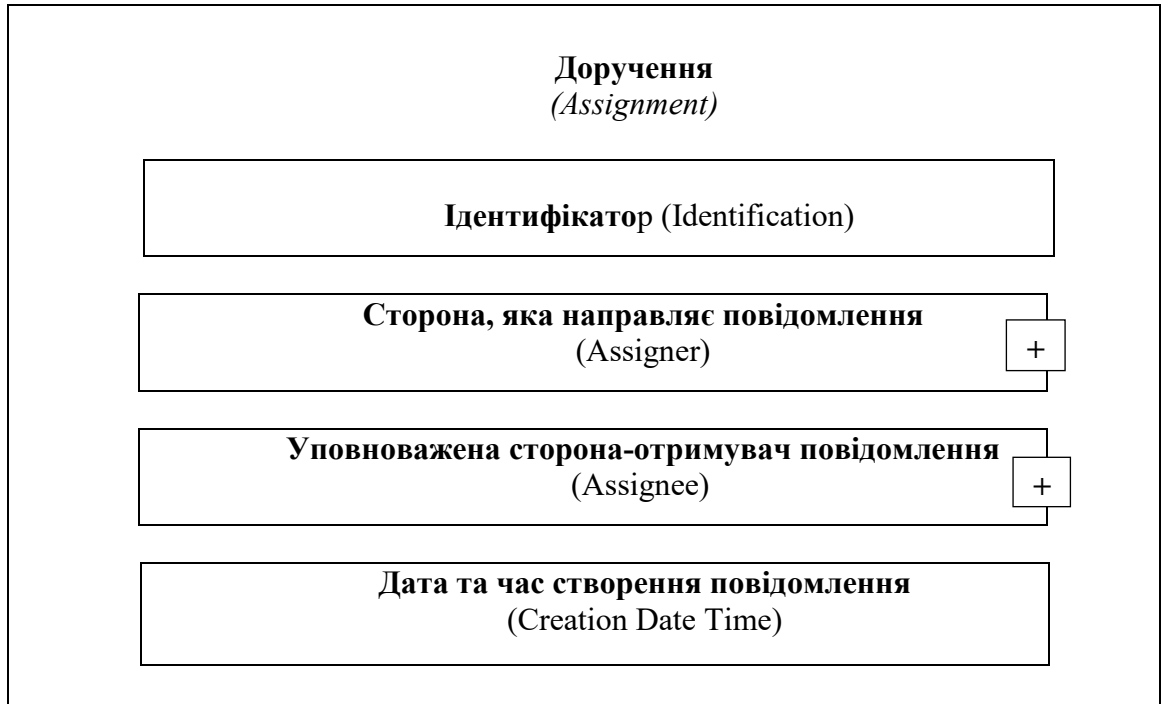 Доручення
(Assignment)
Ідентифікатор (Identification)
Сторона, яка направляє повідомлення
(Assigner)
+
Уповноважена сторона-отримувач повідомлення
(Assignee)
+
Дата та час створення повідомлення
(Creation Date Time)